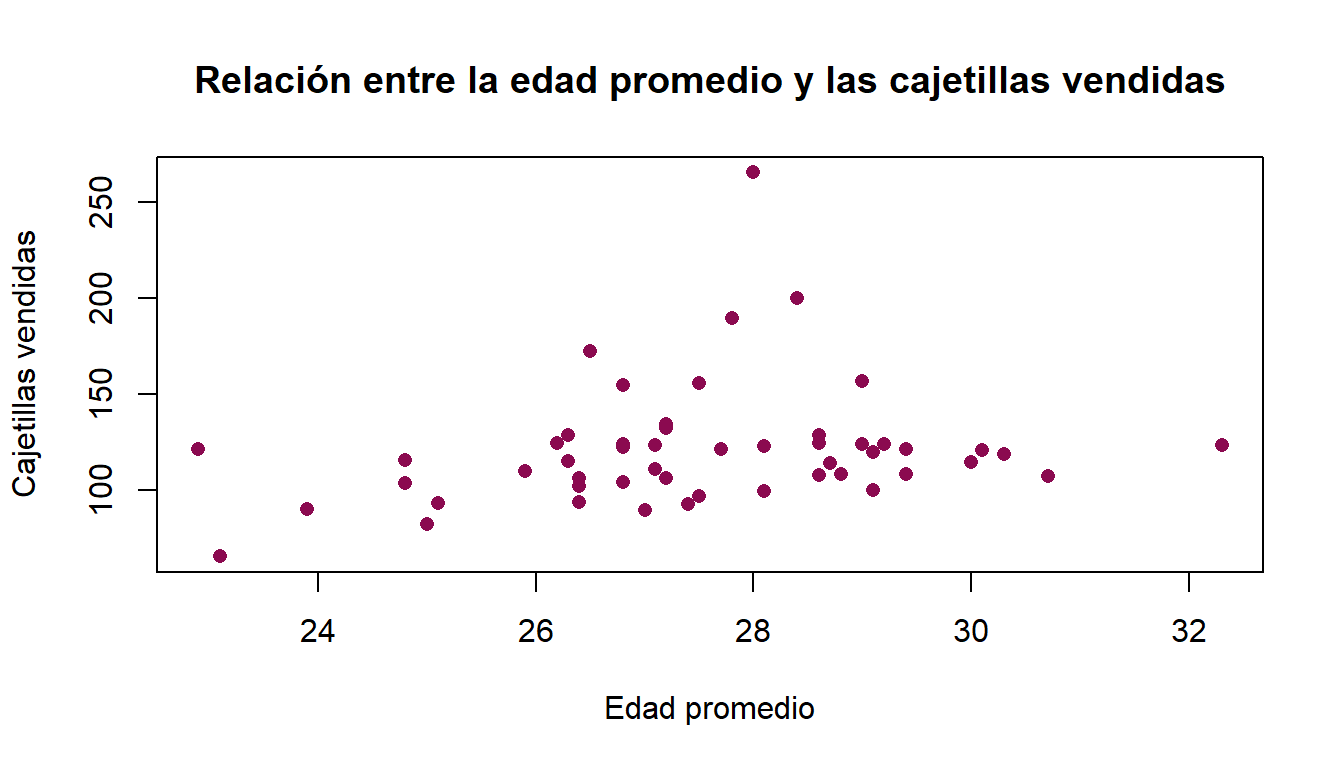 Relación entre la edad promedio y las cajetillas vendidas
Cajetillas vendidas
250
200
150
100
24 26 28 30 32
Edad promedio